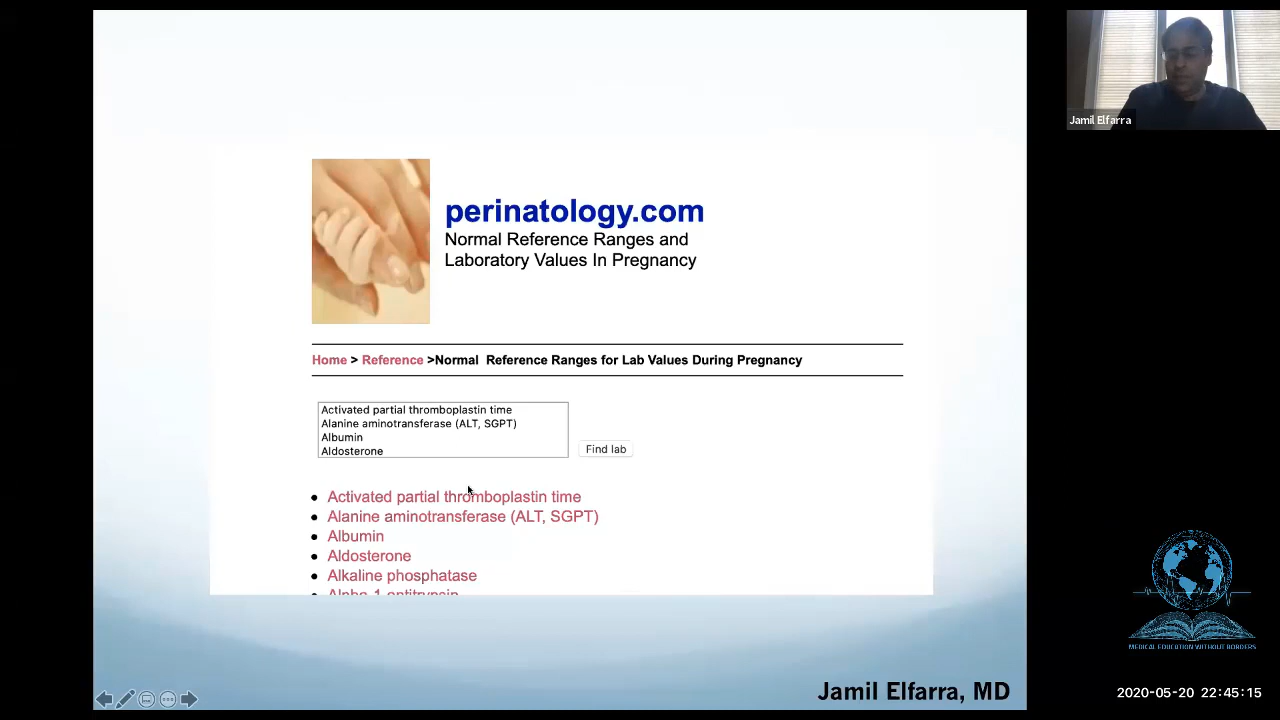 perinatology.com
Normal Reference Ranges and
Laboratory Values In Pregnancy
Home > Reference >Normal Reference Ranges for Lab Values During Pregnancy
Activated partial thromboplastin time
Alanine aminotransferase (ALT, SGPT)
Albumin
Aldosterone
Find lab
Activated partial thromboplastin time
Alanine aminotransferase (ALT, SGPT)
Albumin
Aldosterone
Alkaline phosphatase
Alpha-1 antitrypsin
Jamil Elfarra, MD
Jamil Elfarra
MEDICAL EDUCATION WITHOUT BORDERS
2020-05-20 22:45:15